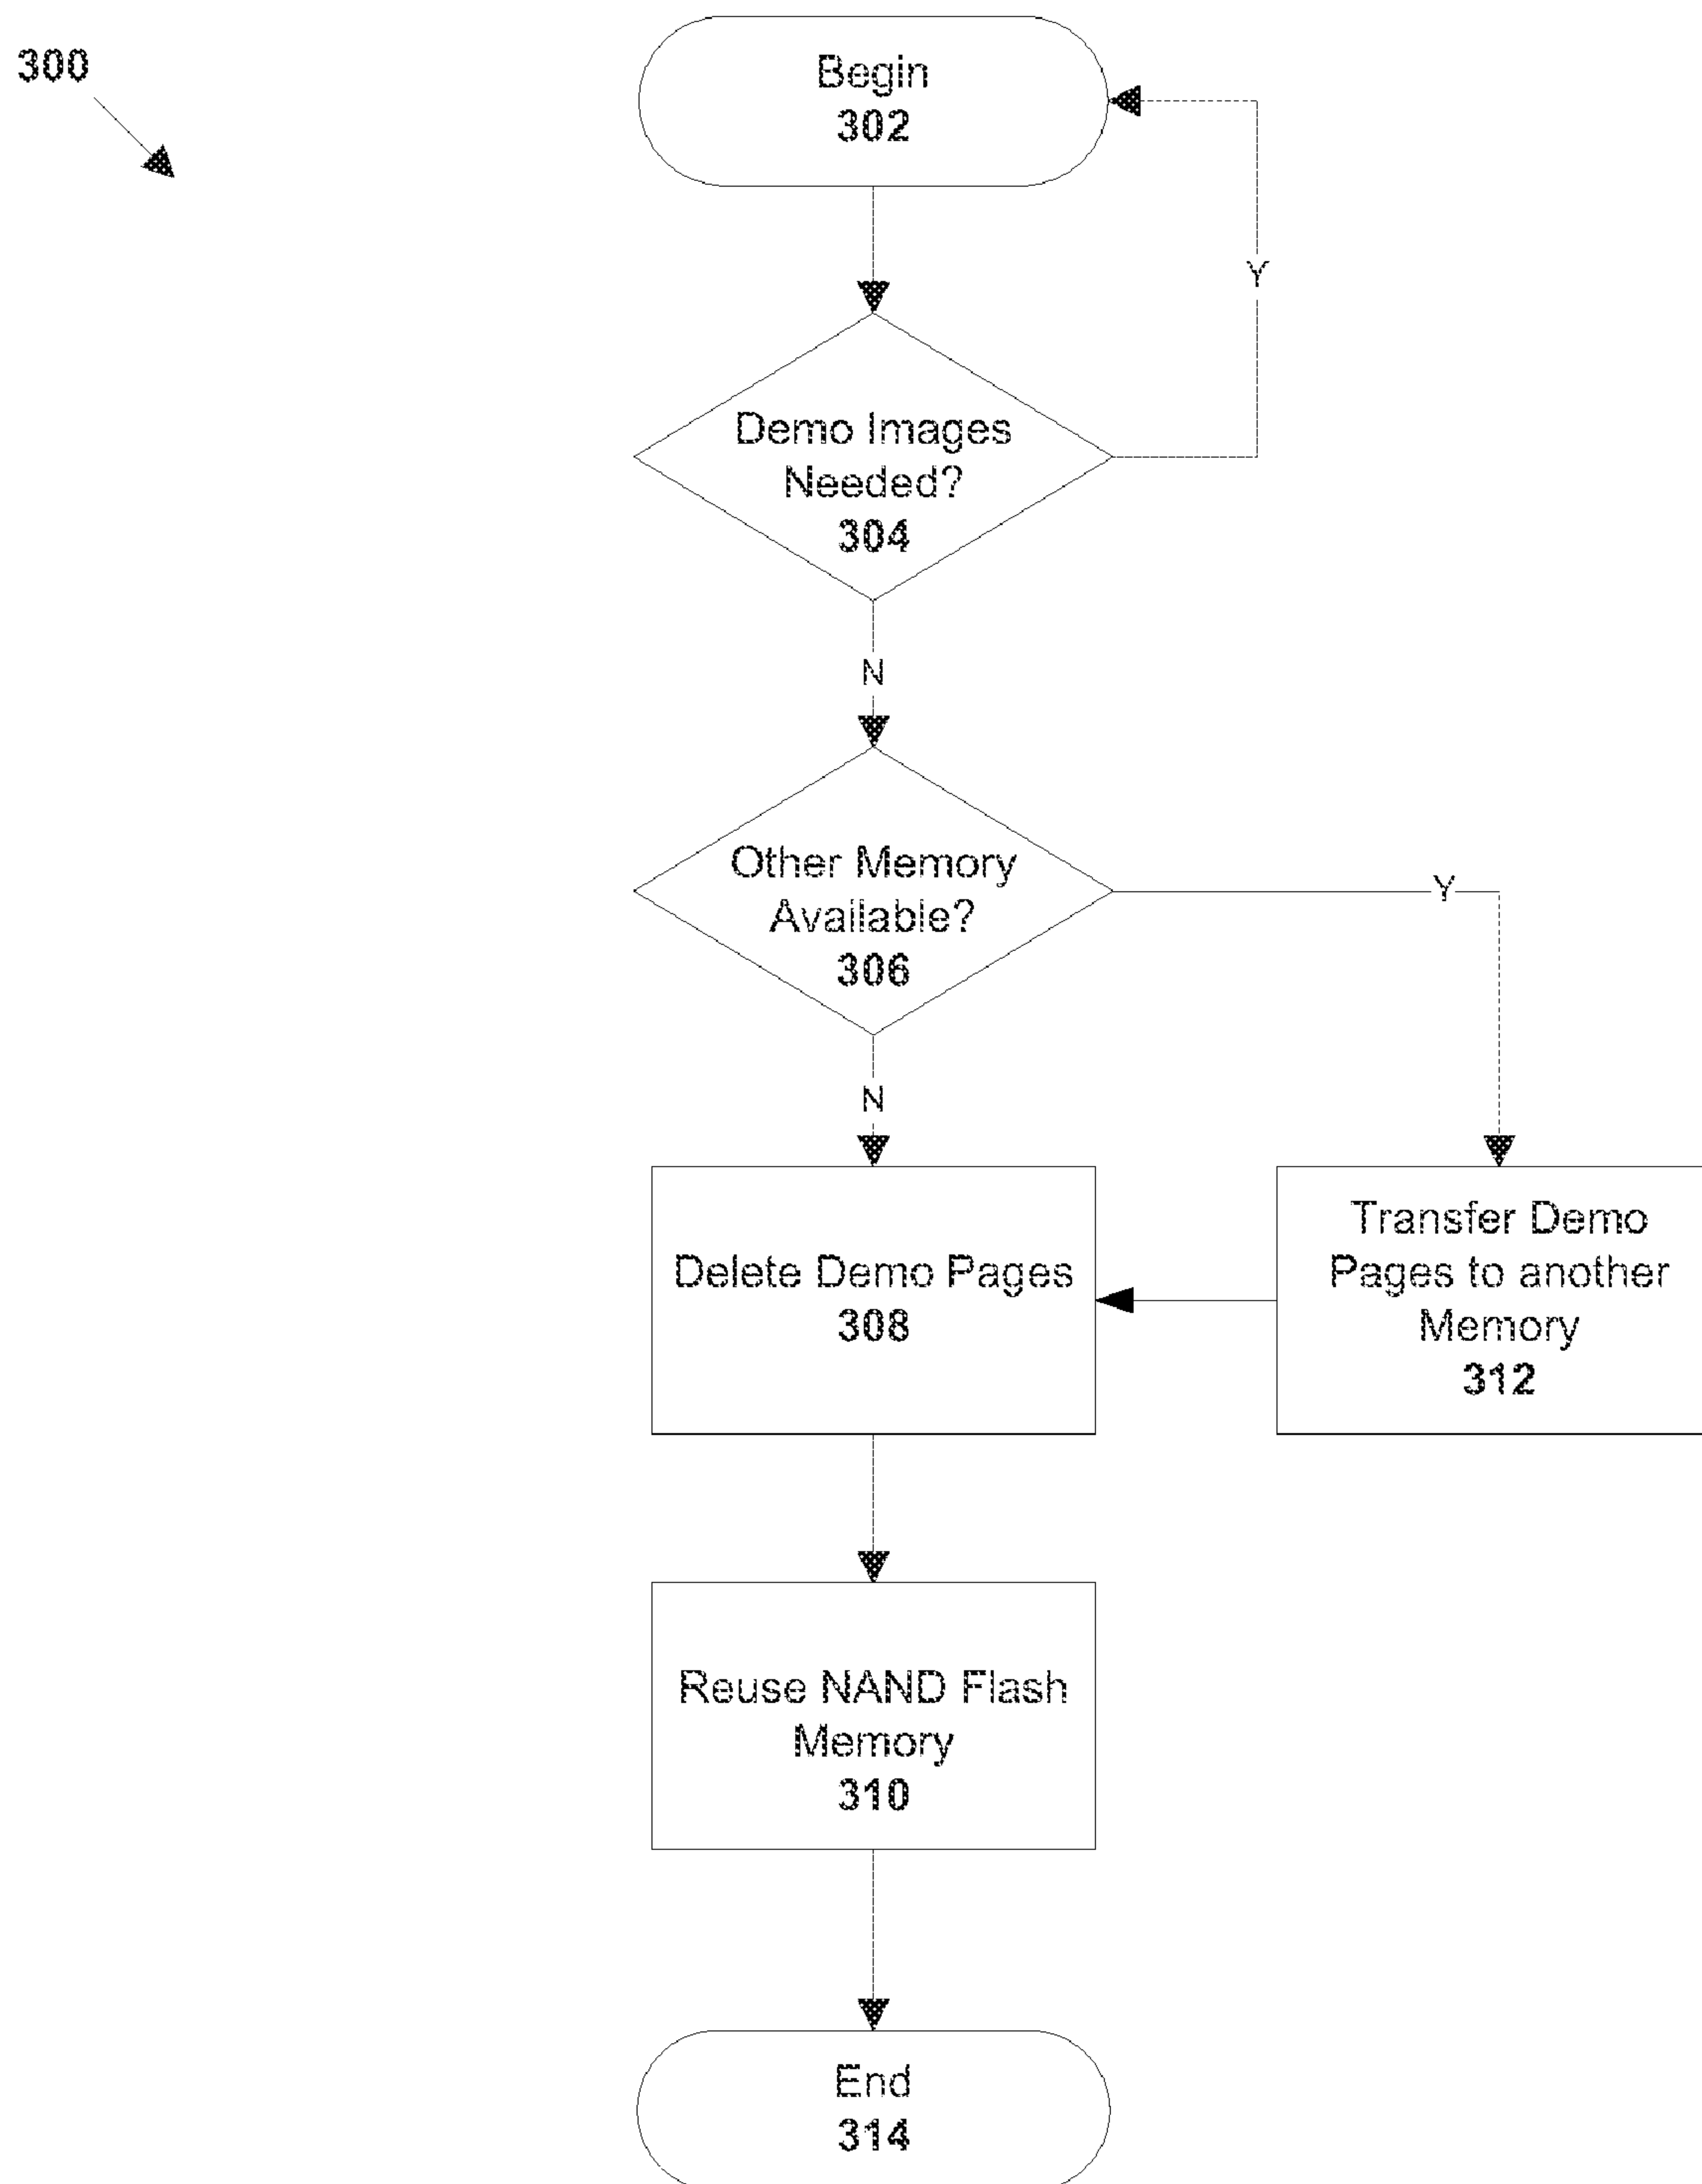 300
Begin
302
Y
Demo Images
Needed?
304
N
Other Memory
Available?
306
Y
N
Delete Demo Pages
308
Transfer Demo
Pages to another
Memory
312
Reuse NAND Flash
Memory
310
End
314